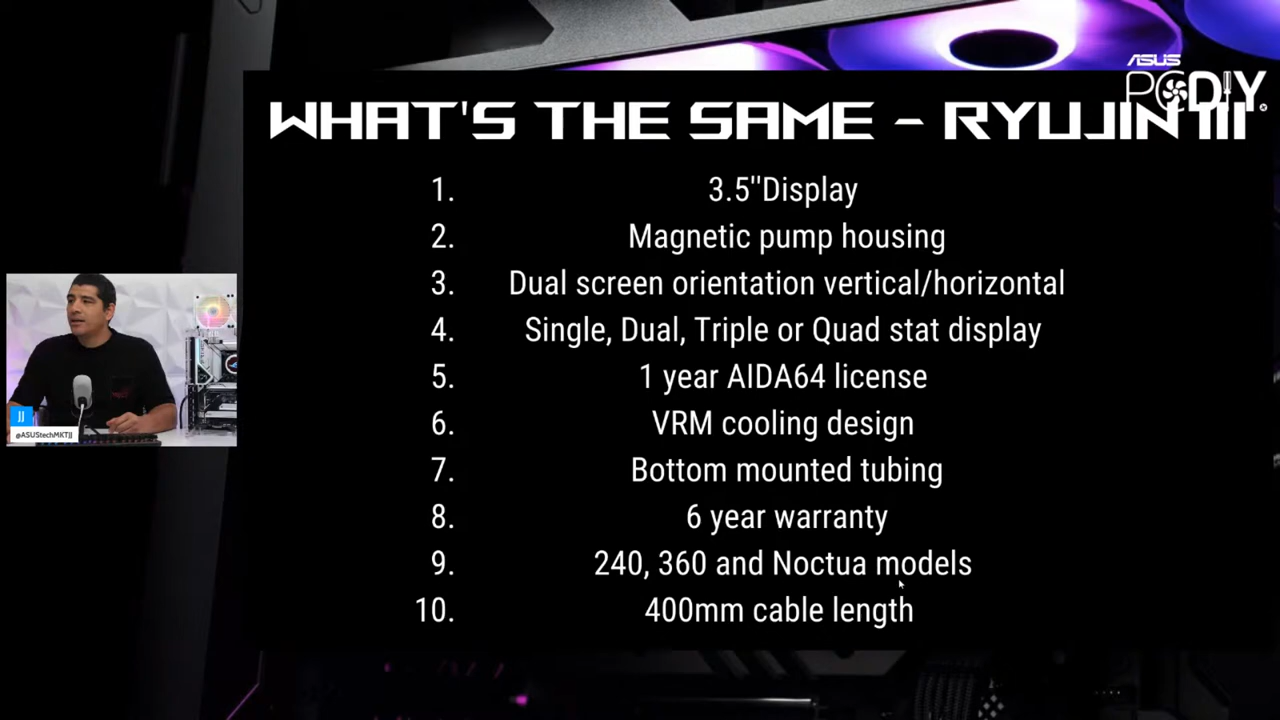 ASUS
PCDIY
WHAT'S THE SAME - RYUJIN III
1. 3.5"Display
2. Magnetic pump housing
3. Dual screen orientation vertical/horizontal
4. Single, Dual, Triple or Quad stat display
5. 1 year AIDA64 license
6. VRM cooling design
7. Bottom mounted tubing
8. 6 year warranty
9. 240, 360 and Noctua models
10. 400mm cable length
JJ
@ASUStechMKTJJ